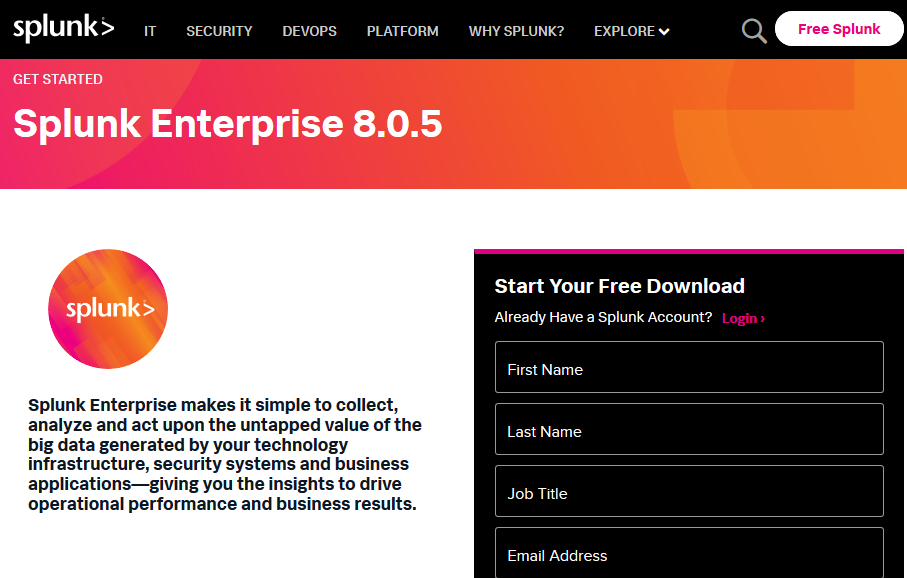 splunk> IT SECURITY DEVOPS PLATFORM WHY SPLUNK? EXPLORE Free Splunk
GET STARTED
Splunk Enterprise 8.0.5
splunk>
Splunk Enterprise makes it simple to collect,
analyze and act upon the untapped value of the
big data generated by your technology
infrastructure, security systems and business
applications—giving you the insights to drive
operational performance and business results.
Start Your Free Download
Already Have a Splunk Account? Login ›
First Name
Last Name
Job Title
Email Address